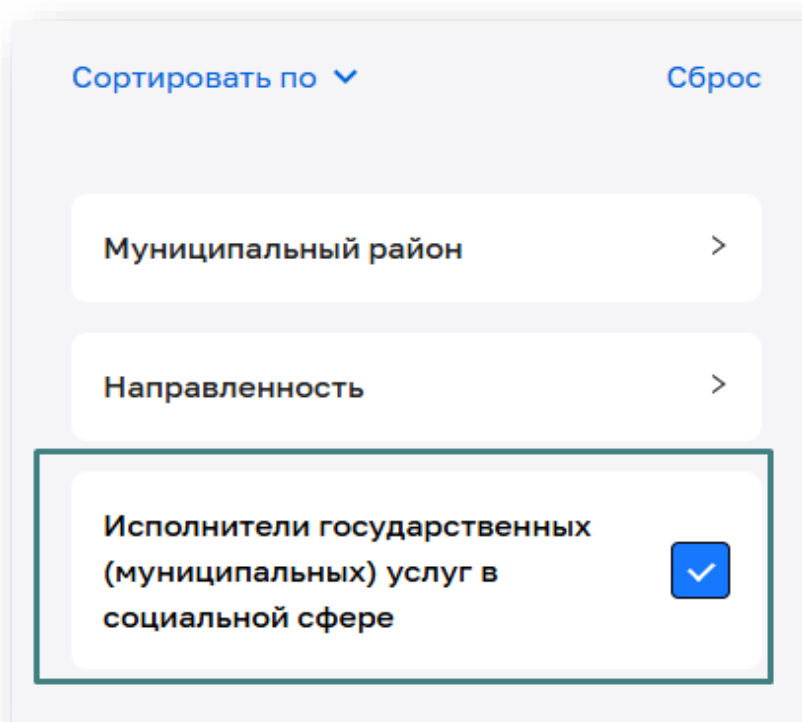 Сортировать по
Сброс
Муниципальный район
Направленность
Исполнители государственных
(муниципальных) услуг в
социальной сфере